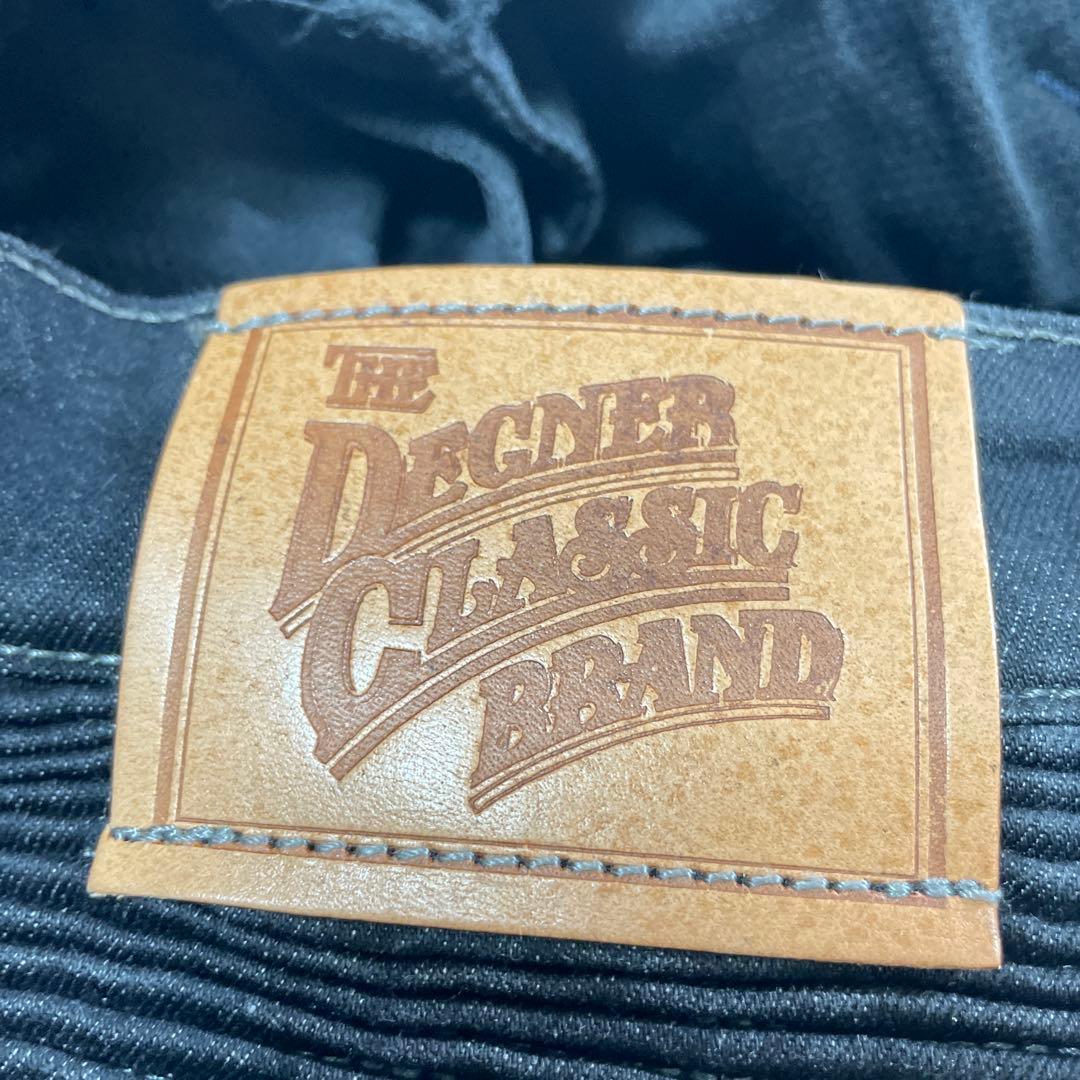 THE
DEGNER
CLASSIC
BRAND